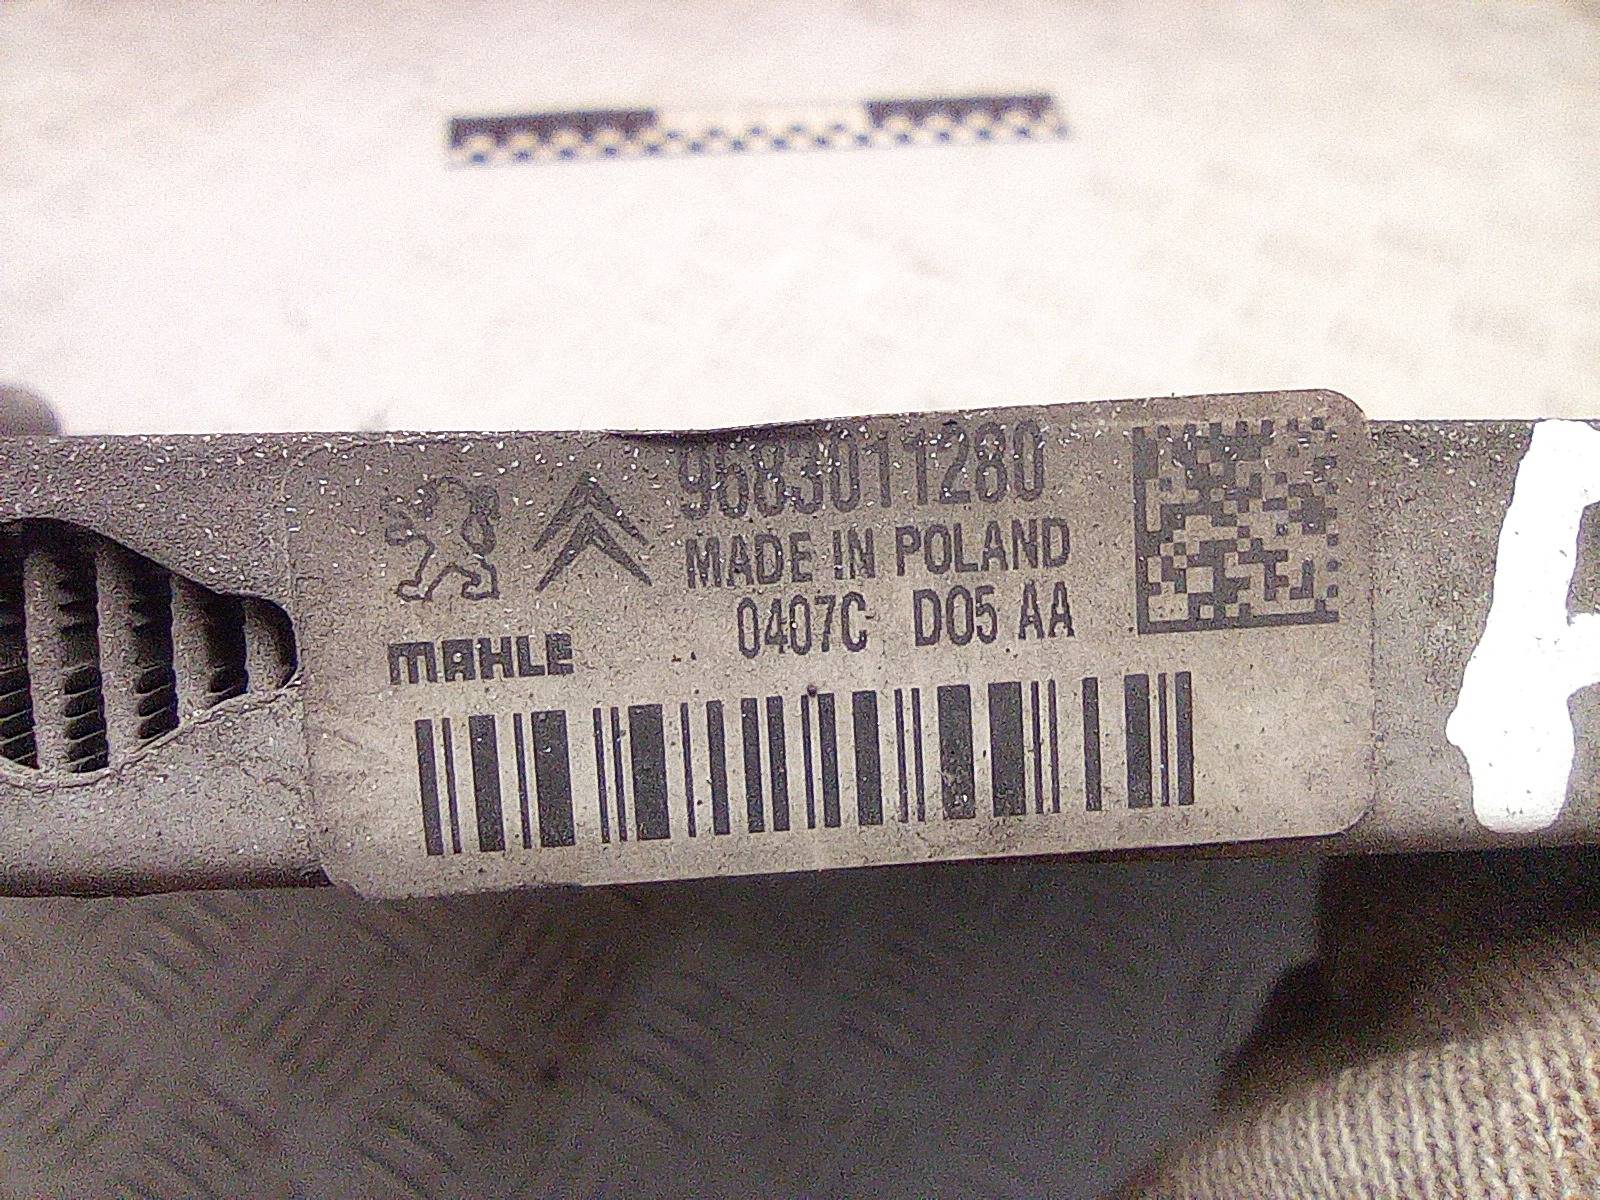 9683011280
MADE IN POLAND
0407C D05 AA
MAHLE